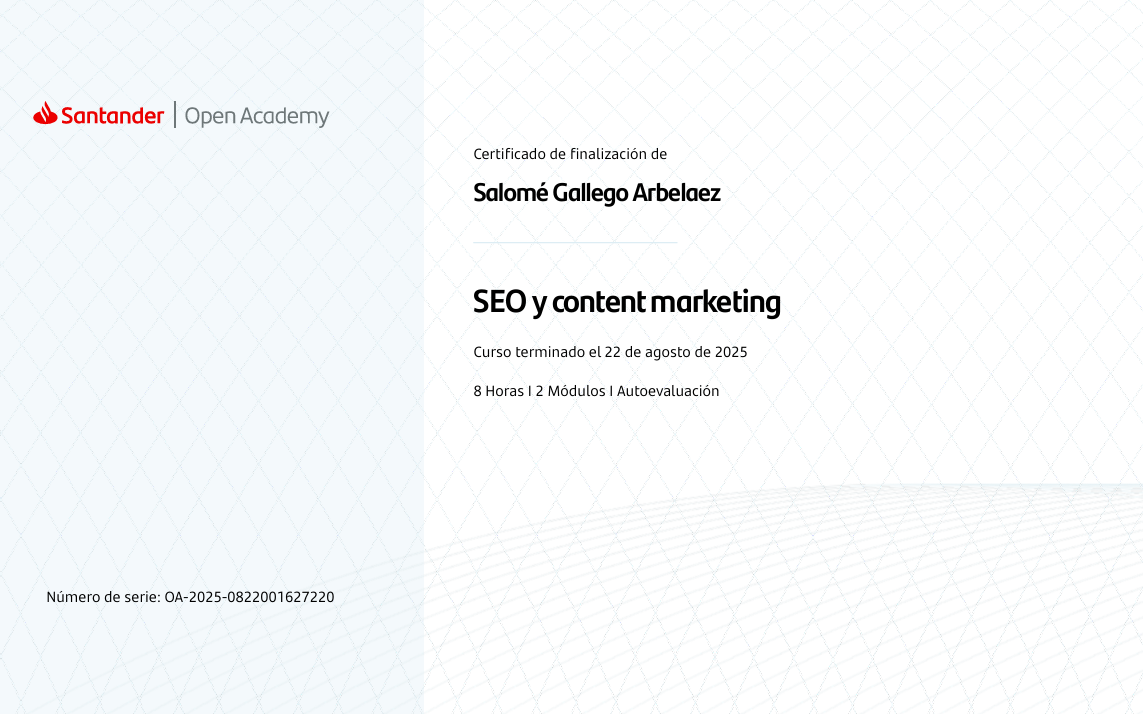 Santander | Open Academy
Certificado de finalización de
Salomé Gallego Arbelaez
SEO y content marketing
Curso terminado el 22 de agosto de 2025
8 Horas I 2 Módulos I Autoevaluación
Número de serie: OA-2025-0822001627220